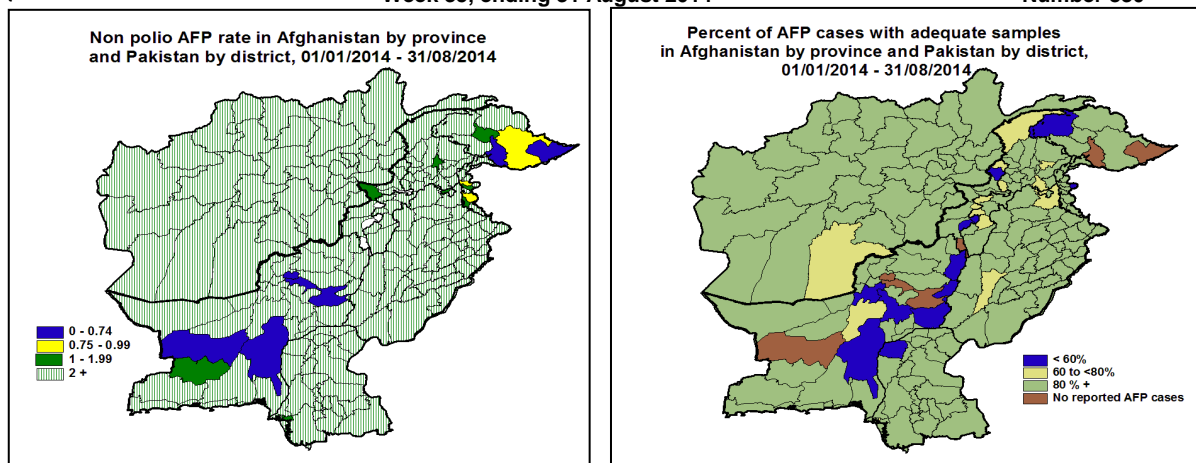 Non polio AFP rate in Afghanistan by province
and Pakistan by district, 01/01/2014 - 31/08/2014
0 - 0.74
0.75 - 0.99
1 - 1.99
2 +
Percent of AFP cases with adequate samples
in Afghanistan by province and Pakistan by district,
01/01/2014 - 31/08/2014
< 60%
60 to <80%
80 % +
No reported AFP cases